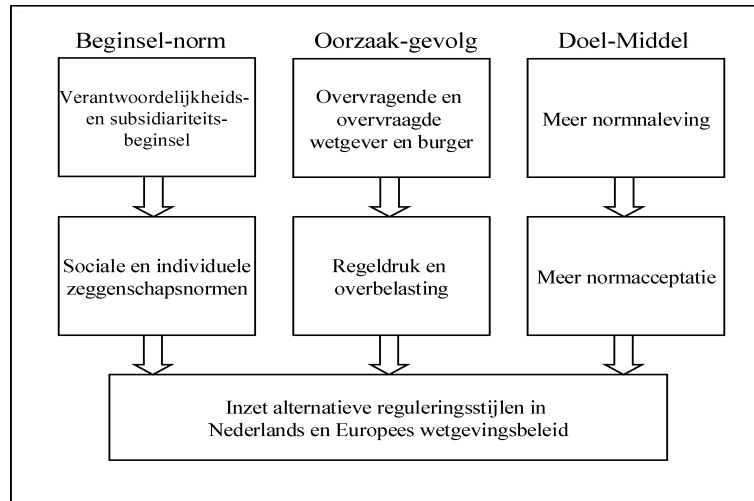 Beginsel-norm
Oorzaak-gevolg
Doel-Middel
Verantwoordelijkheids-
en subsidiariteits-
beginsel
Overvragende en
overvraagde
wetgever en burger
Meer normnaleving
Sociale en individuele
zeggenschapsnormen
Regeldruk en
overbelasting
Meer normacceptatie
Inzet alternatieve reguleringsstijlen in
Nederlands en Europees wetgevingsbeleid